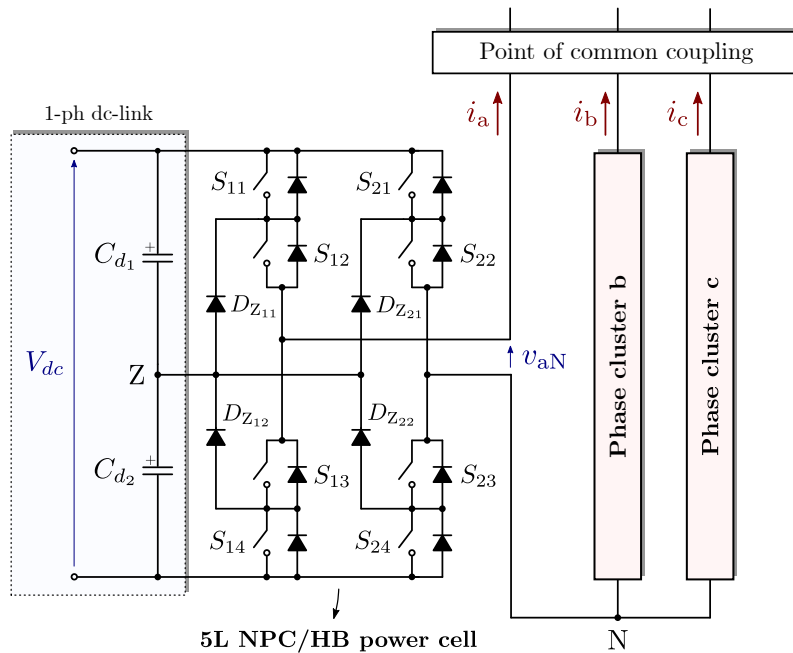 Point of common coupling
1-ph dc-link
i_a
i_b
i_c
S_11
S_21
C_d1
+
S_12
S_22
D_Z11
D_Z21
V_dc
Z
v_aN
Phase cluster b
Phase cluster c
D_Z12
D_Z22
C_d2
+
S_13
S_23
S_14
S_24
5L NPC/HB power cell
N